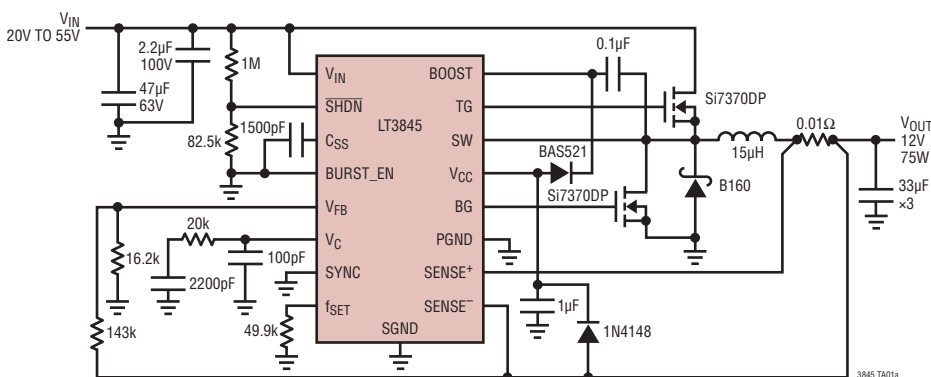 VIN
20V TO 55V
2.2µF
100V
1M
47µF
63V
82.5k
1500pF
16.2k
20k
2200pF
100pF
143k
49.9k
VIN
SHDN
CSS
BURST_EN
VFB
VC
SYNC
fSET
LT3845
SGND
BOOST
TG
SW
VCC
BG
PGND
SENSE+
SENSE–
0.1µF
BAS521
Si7370DP
Si7370DP
B160
15µH
0.01Ω
VOUT
12V
75W
33µF
×3
1µF
1N4148
3845 TA01a